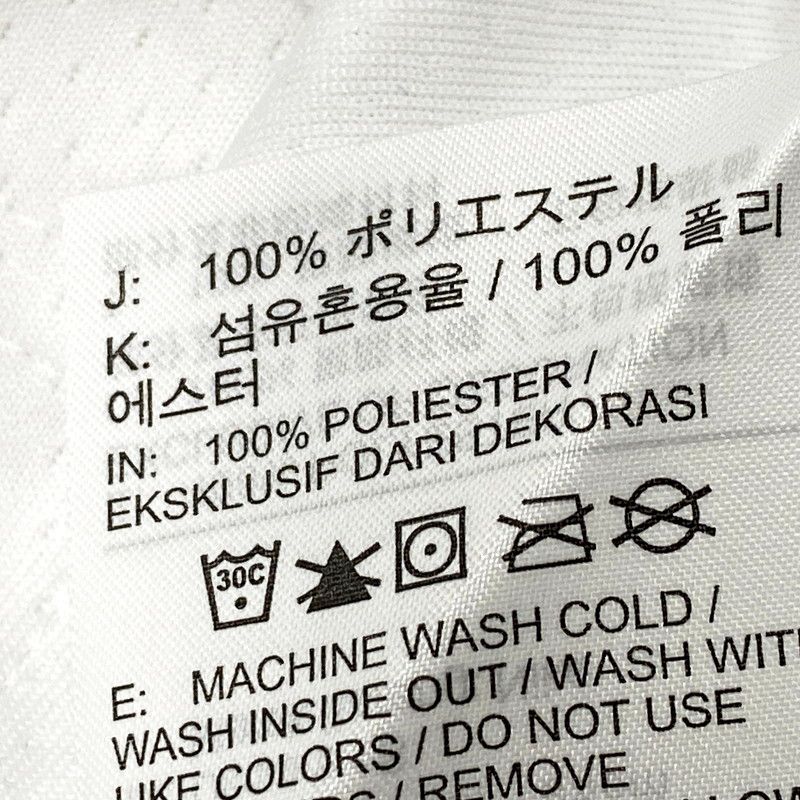 J: 100% ポリエステル
K: 섬유혼용율 / 100% 폴리
에스터
IN: 100% POLIESTER /
EKSKLUSIF DARI DEKORASI
30C
E: MACHINE WASH COLD /
WASH INSIDE OUT / WASH WITH
LIKE COLORS / DO NOT USE
/ REMOVE